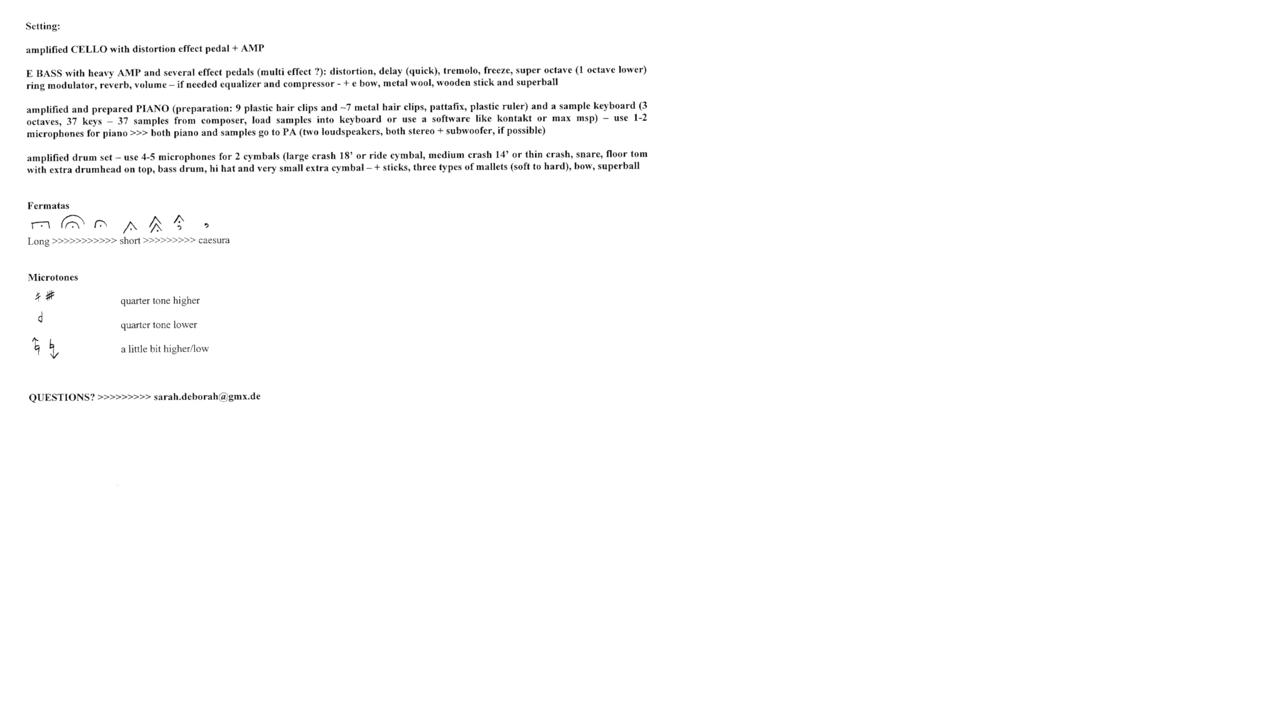 Setting:
amplified CELLO with distortion effect pedal + AMP
E BASS with heavy AMP and several effect pedals (multi effect ?): distortion, delay (quick), tremolo, freeze, super octave (1 octave lower)
ring modulator, reverb, volume – if needed equalizer and compressor - + e bow, metal wool, wooden stick and superball
amplified and prepared PIANO (preparation: 9 plastic hair clips and ~7 metal hair clips, pattafix, plastic ruler) and a sample keyboard (3
octaves, 37 keys – 37 samples from composer, load samples into keyboard or use a software like kontakt or max msp) – use 1-2
microphones for piano >>> both piano and samples go to PA (two loudspeakers, both stereo + subwoofer, if possible)
amplified drum set – use 4-5 microphones for 2 cymbals (large crash 18’ or ride cymbal, medium crash 14’ or thin crash, snare, floor tom
with extra drumhead on top, bass drum, hi hat and very small extra cymbal – + sticks, three types of mallets (soft to hard), bow, superball
Fermatas
Long >>>>>>>>>>> short >>>>>>>>> caesura
Microtones
quarter tone higher
quarter tone lower
a little bit higher/low
QUESTIONS? >>>>>>>>> sarah.deborah@gmx.de